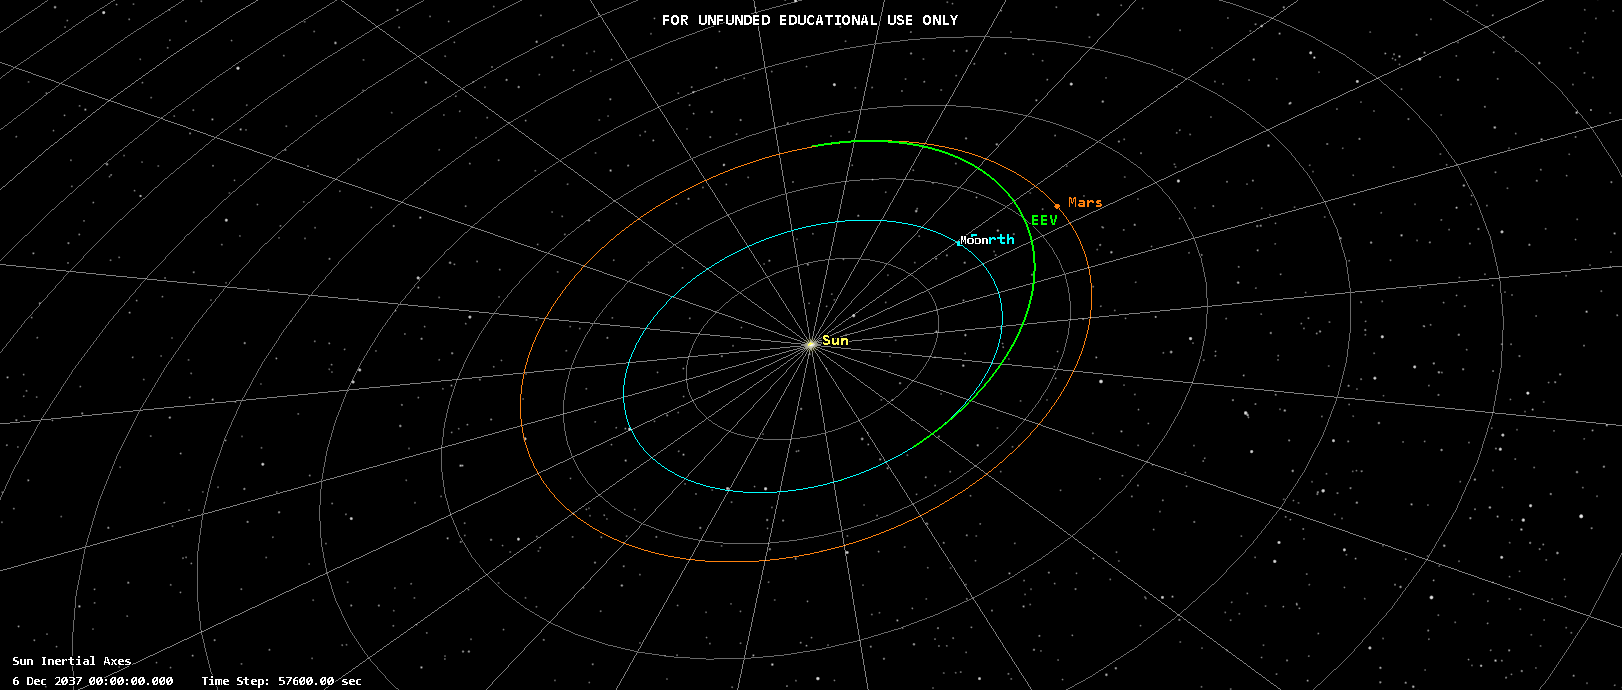 FOR UNFUNDED EDUCATIONAL USE ONLY
Mars
EEV
Moon
Sun
Sun Inertial Axes
6 Dec 2037 00:00:00.000 Time Step: 57600.00 sec